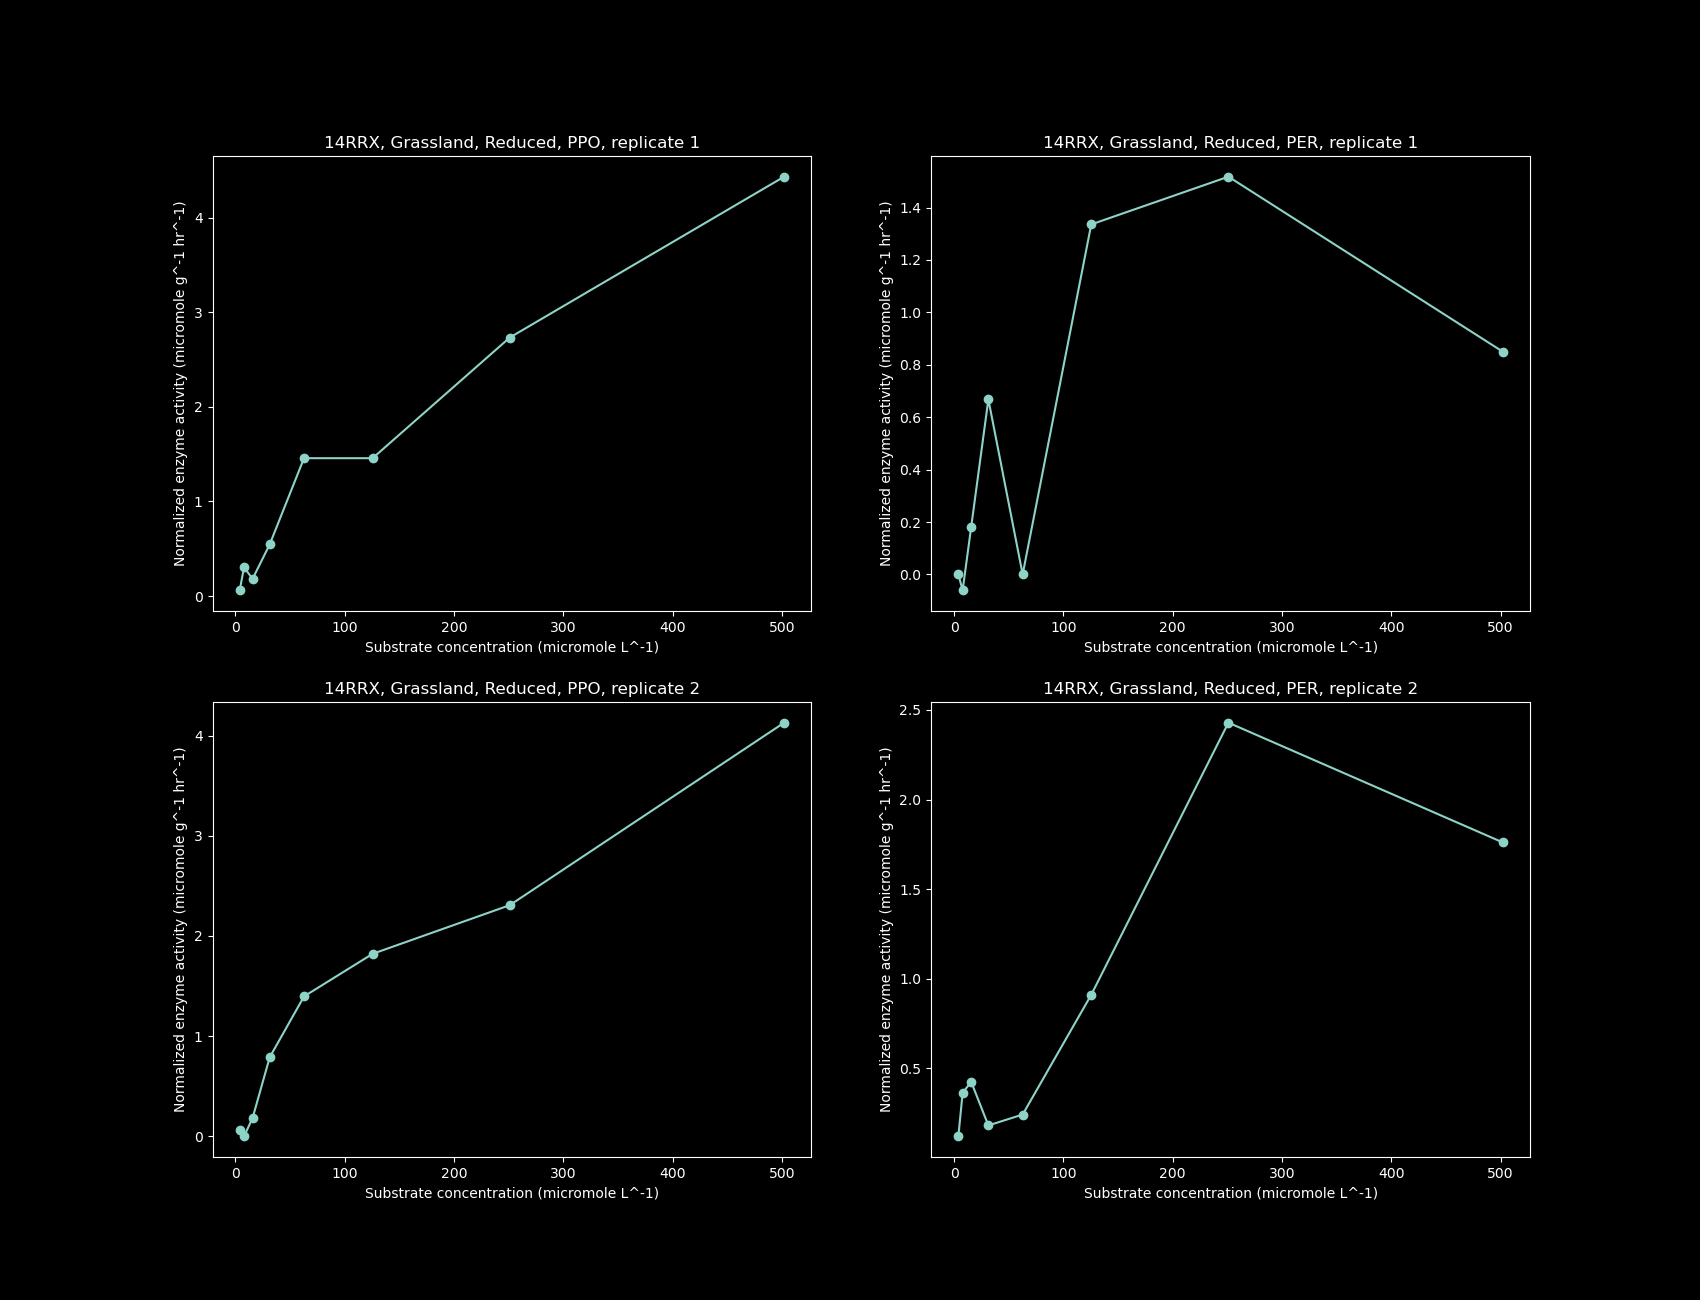 14RRX, Grassland, Reduced, PPO, replicate 1
Normalized enzyme activity (micromole g^-1 hr^-1)
4
3
2
1
0
0 100 200 300 400 500
Substrate concentration (micromole L^-1)
14RRX, Grassland, Reduced, PER, replicate 1
Normalized enzyme activity (micromole g^-1 hr^-1)
1.4
1.2
1.0
0.8
0.6
0.4
0.2
0.0
0 100 200 300 400 500
Substrate concentration (micromole L^-1)
14RRX, Grassland, Reduced, PPO, replicate 2
Normalized enzyme activity (micromole g^-1 hr^-1)
4
3
2
1
0
0 100 200 300 400 500
Substrate concentration (micromole L^-1)
14RRX, Grassland, Reduced, PER, replicate 2
Normalized enzyme activity (micromole g^-1 hr^-1)
2.5
2.0
1.5
1.0
0.5
0 100 200 300 400 500
Substrate concentration (micromole L^-1)